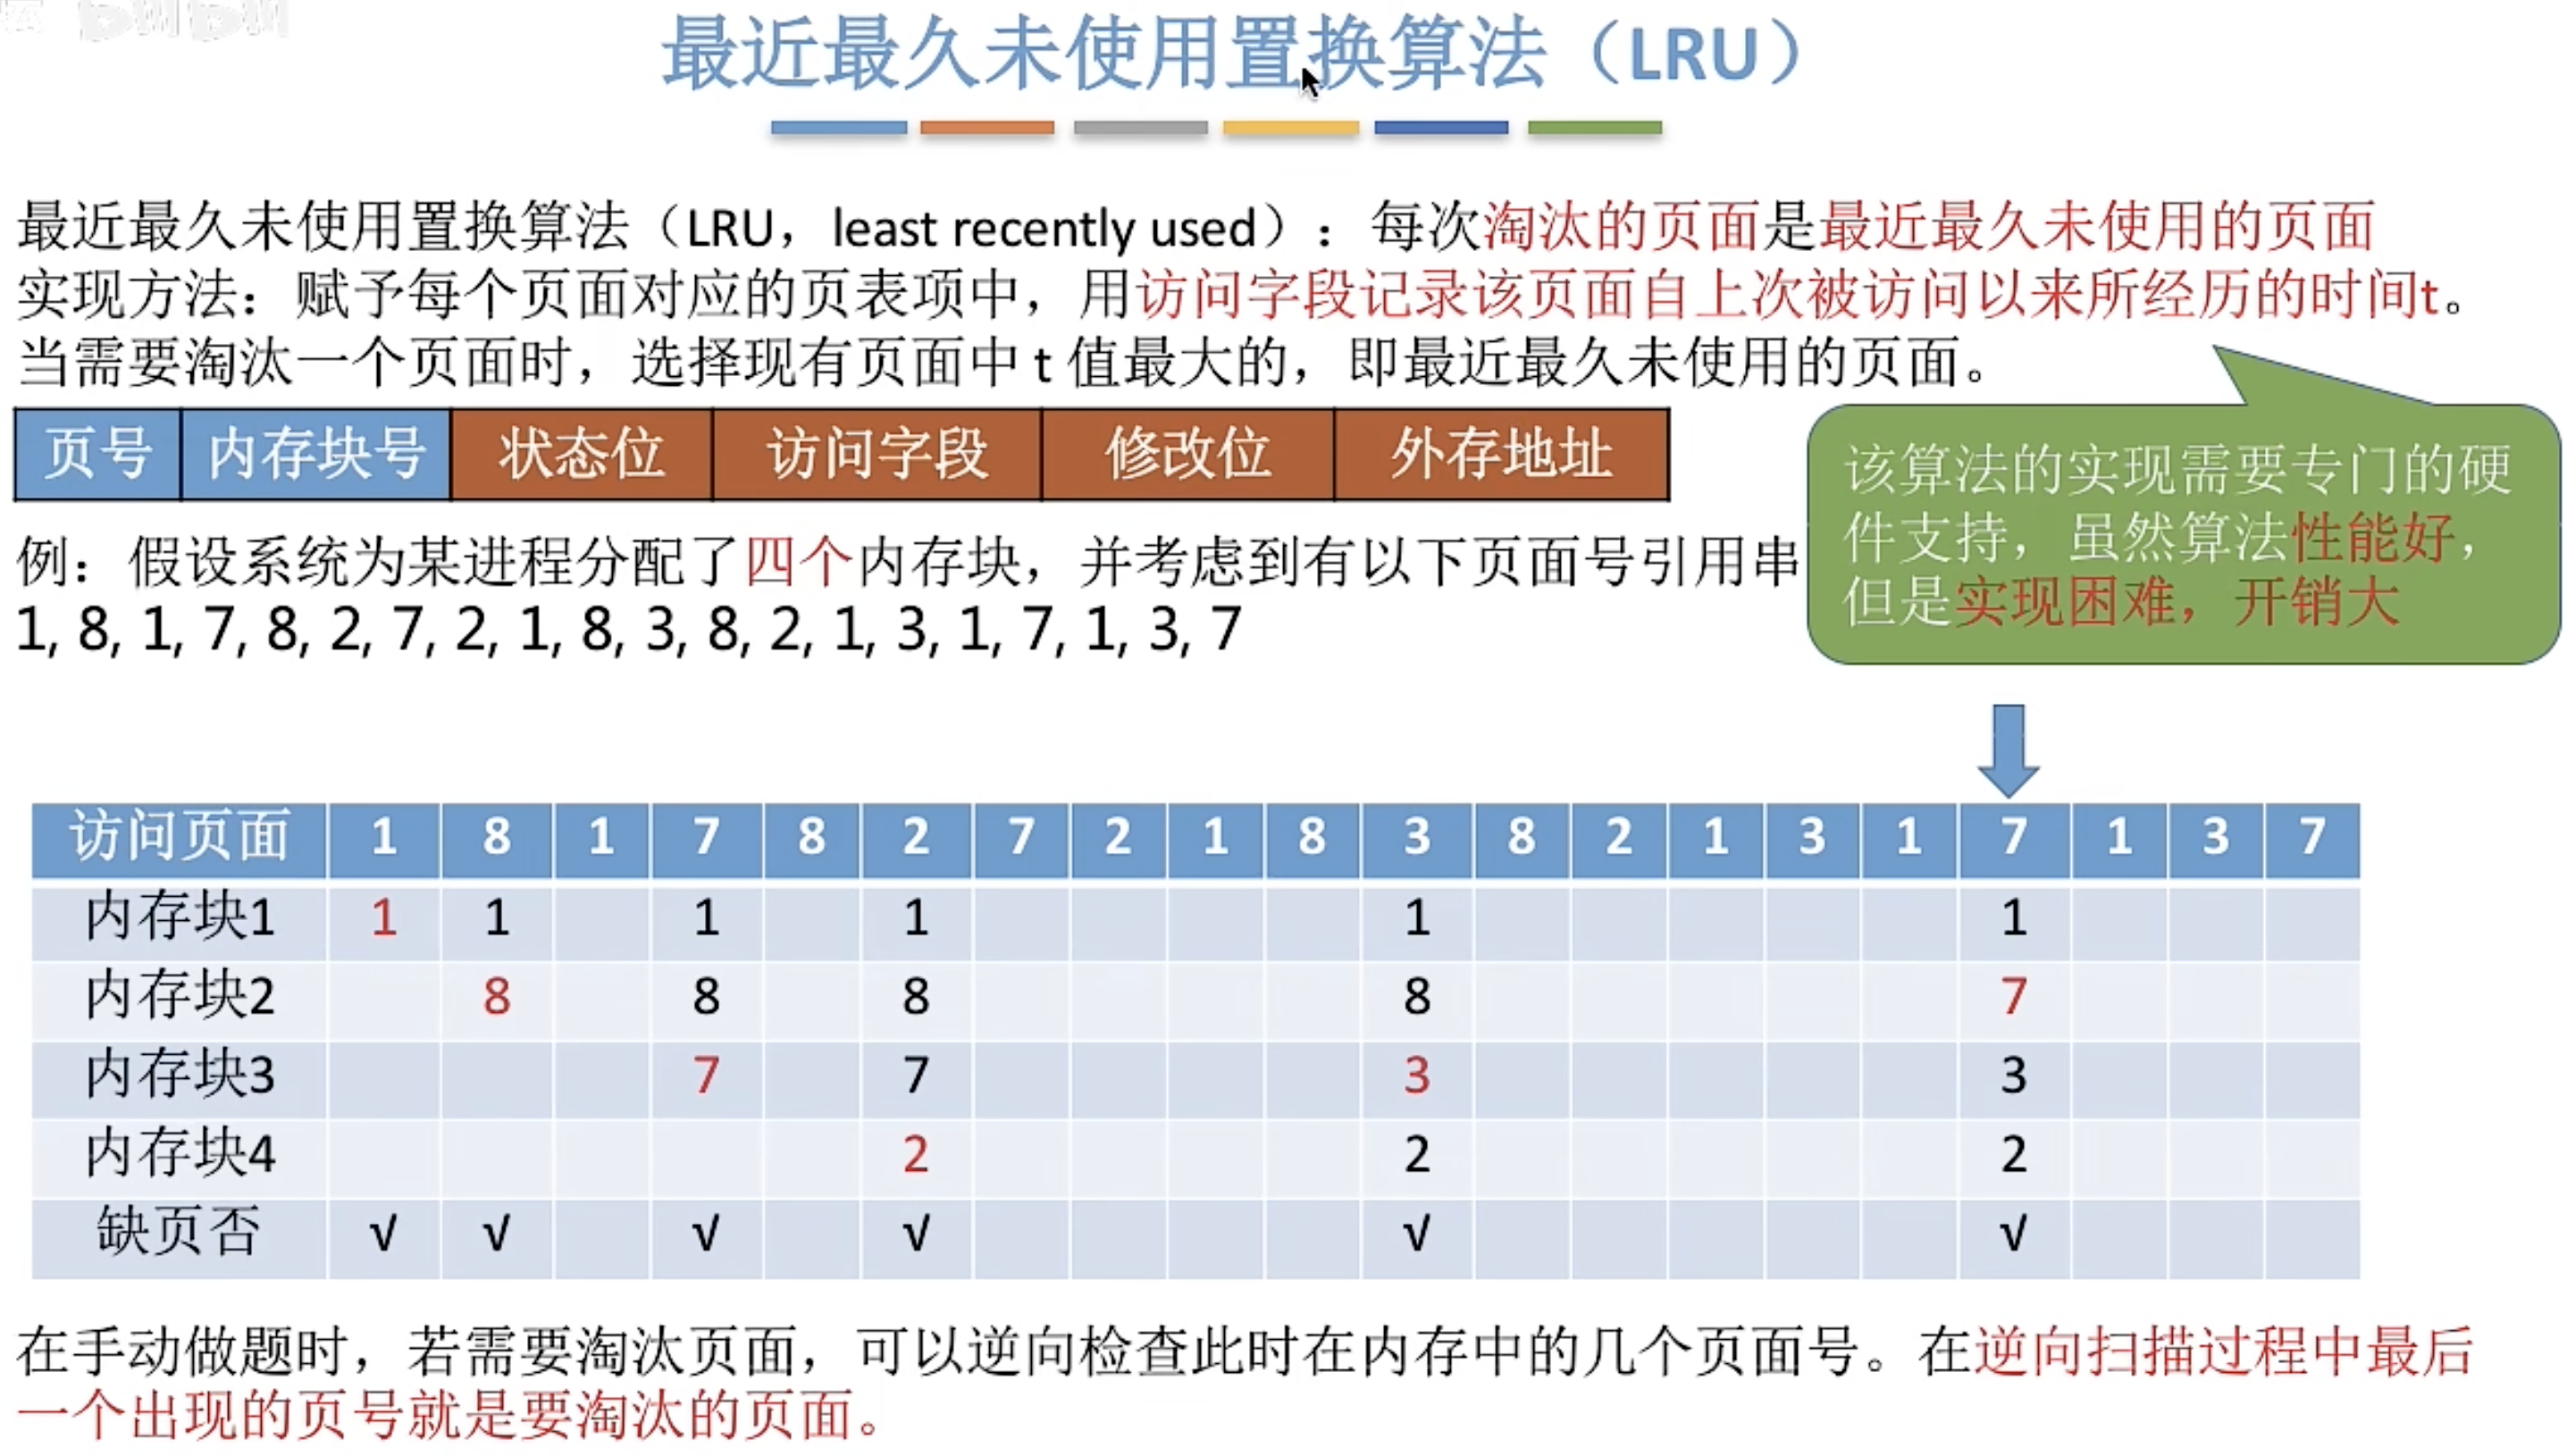 最近最久未使用置换算法（LRU）
最近最久未使用置换算法（LRU，least recently used）：每次淘汰的页面是最近最久未使用的页面
实现方法：赋予每个页面对应的页表项中，用访问字段记录该页面自上次被访问以来所经历的时间t。
当需要淘汰一个页面时，选择现有页面中 t 值最大的，即最近最久未使用的页面。
页号 内存块号 状态位 访问字段 修改位 外存地址
该算法的实现需要专门的硬
件支持，虽然算法性能好，
但是实现困难，开销大
例：假设系统为某进程分配了四个内存块，并考虑到有以下页面号引用串
1, 8, 1, 7, 8, 2, 7, 2, 1, 8, 3, 8, 2, 1, 3, 1, 7, 1, 3, 7
访问页面 1 8 1 7 8 2 7 2 1 8 3 8 2 1 3 1 7 1 3 7
内存块1 1 1 1 1 1 1
内存块2 8 8 8 8 7
内存块3 7 7 3 3
内存块4 2 2 2
缺页否 √ √ √ √ √ √
在手动做题时，若需要淘汰页面，可以逆向检查此时在内存中的几个页面号。在逆向扫描过程中最后
一个出现的页号就是要淘汰的页面。